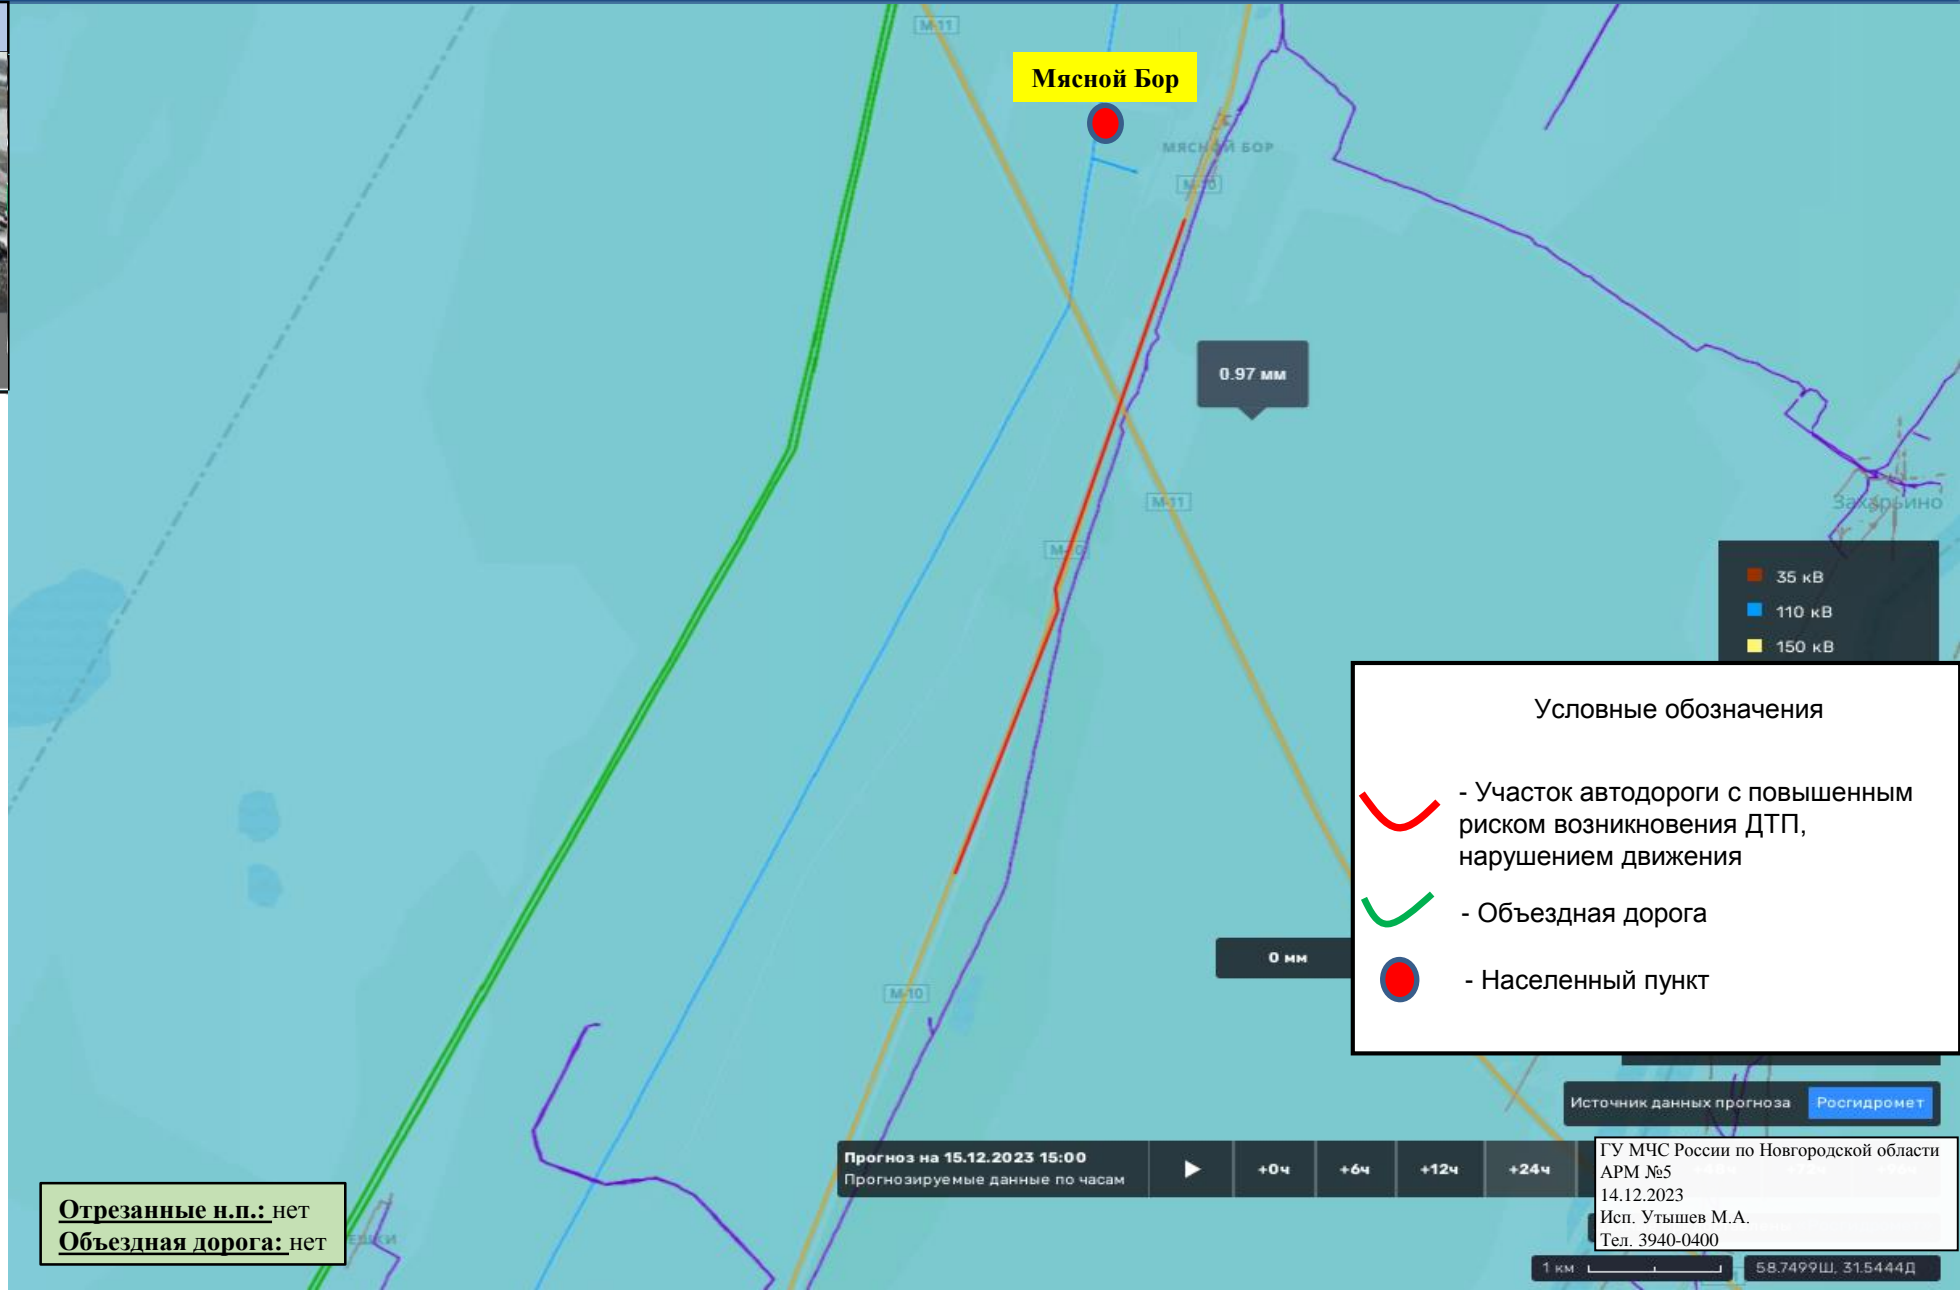 М-11
Мясной Бор
МЯСНОЙ БОР
М-10
0.97 мм
М-11
М-10
Захарьино
35 кВ
110 кВ
150 кВ
Условные обозначения
- Участок автодороги с повышенным
риском возникновения ДТП,
нарушением движения
- Объездная дорога
- Населенный пункт
0 мм
М-10
Источник данных прогноза Росгидромет
Прогноз на 15.12.2023 15:00
Прогнозируемые данные по часам
+0ч +6ч +12ч +24ч
ГУ МЧС России по Новгородской области
АРМ №5
14.12.2023
Исп. Утышев М.А.
Тел. 3940-0400
Отрезанные н.п.: нет
Объездная дорога: нет
1 км
58.7499Ш, 31.5444Д